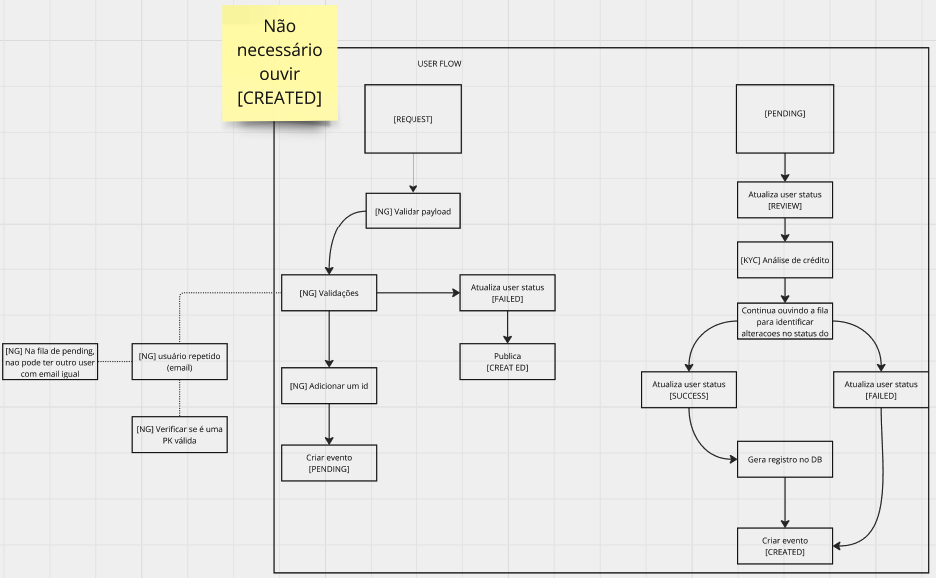 Não
necessário
ouvir
[CREATED]
USER FLOW
[REQUEST]
[NG] Validar payload
[NG] Validações
Atualiza user status
[FAILED]
Publica
[CREAT ED]
[NG] Na fila de pending,
nao pode ter outro user
com email igual
[NG] usuário repetido
(email)
[NG] Verificar se é uma
PK válida
[NG] Adicionar um id
Criar evento
[PENDING]
[PENDING]
Atualiza user status
[REVIEW]
[KYC] Análise de crédito
Continua ouvindo a fila
para identificar
alteracoes no status do
Atualiza user status
[SUCCESS]
Atualiza user status
[FAILED]
Gera registro no DB
Criar evento
[CREATED]